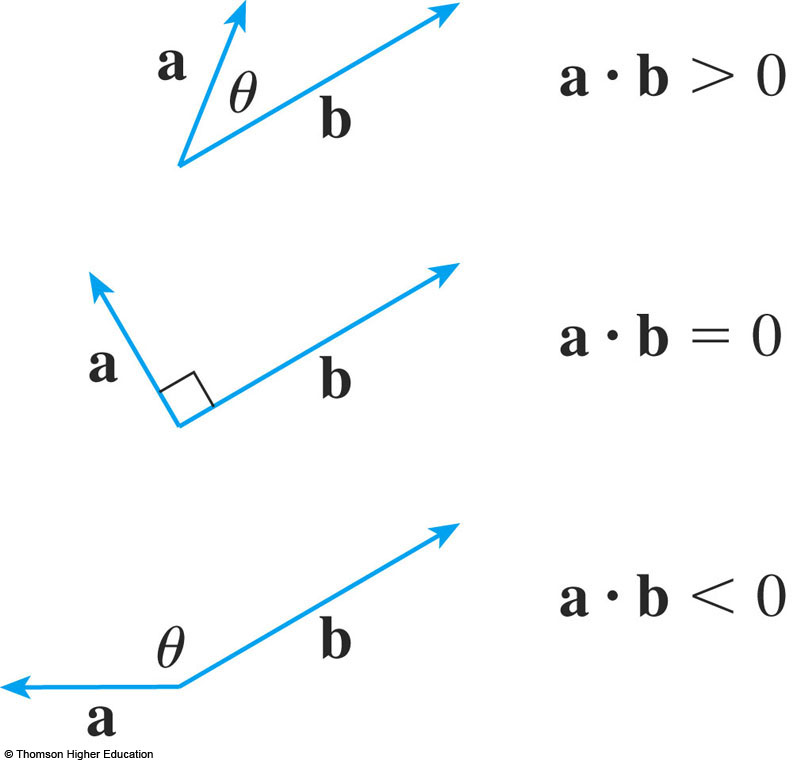 a
θ
b
a · b > 0
a
b
a · b = 0
θ
b
a
a · b < 0
© Thomson Higher Education